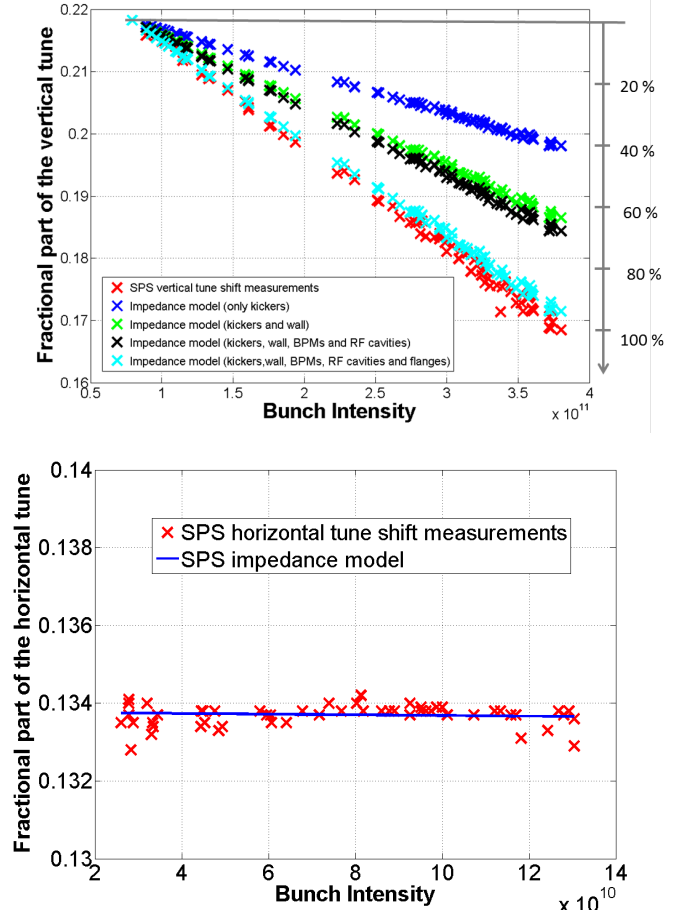 Fractional part of the vertical tune
0.22
0.21
0.2
0.19
0.18
0.17
0.16
SPS vertical tune shift measurements
Impedance model (only kickers)
Impedance model (kickers and wall)
Impedance model (kickers, wall, BPMs and RF cavities)
Impedance model (kickers,wall, BPMs, RF cavities and flanges)
20 %
40 %
60 %
80 %
100 %
0.5 1 1.5 2 2.5 3 3.5 4
Bunch Intensity
x 10^11
Fractional part of the horizontal tune
0.14
0.138
0.136
0.134
0.132
0.13
SPS horizontal tune shift measurements
SPS impedance model
2 4 6 8 10 12 14
Bunch Intensity
x 10^10